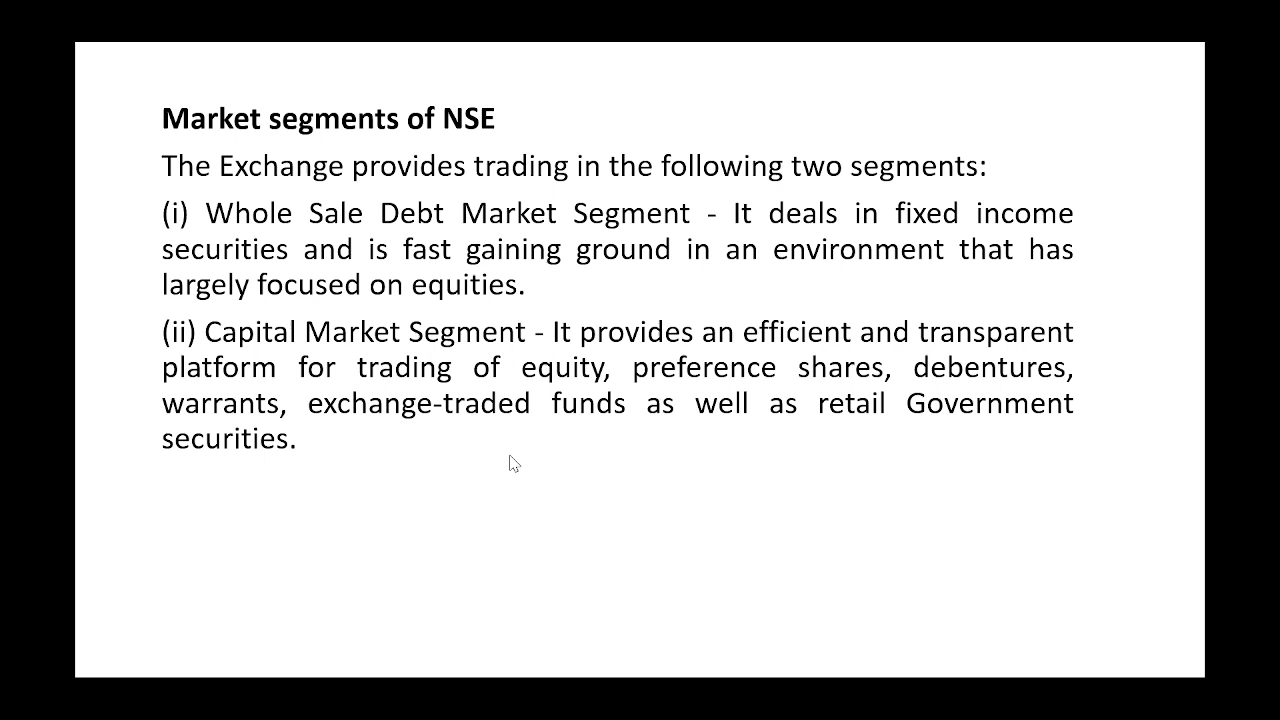 Market segments of NSE
The Exchange provides trading in the following two segments:
(i) Whole Sale Debt Market Segment - It deals in fixed income
securities and is fast gaining ground in an environment that has
largely focused on equities.
(ii) Capital Market Segment - It provides an efficient and transparent
platform for trading of equity, preference shares, debentures,
warrants, exchange-traded funds as well as retail Government
securities.